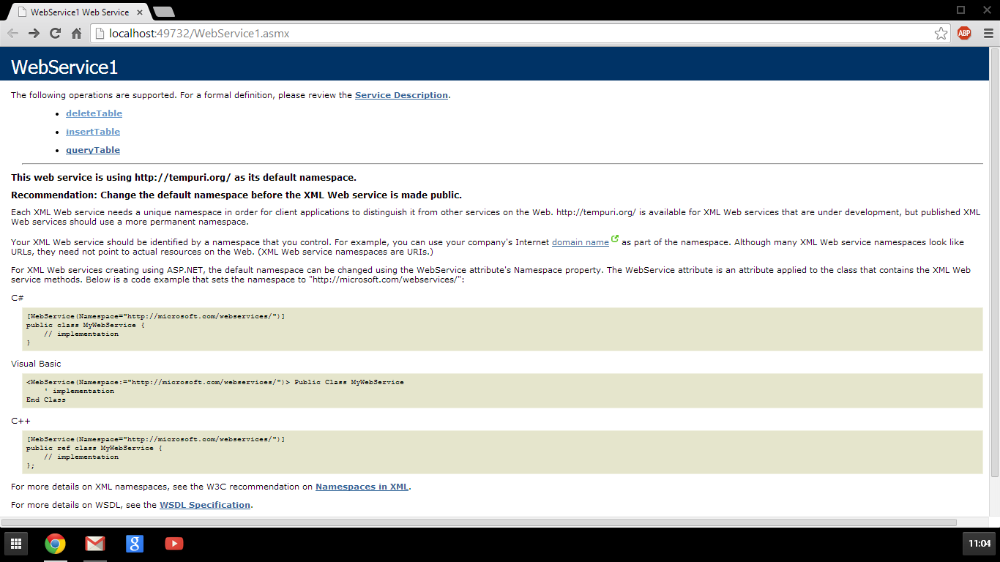 WebService1 Web Service
localhost:49732/WebService1.asmx
ABP
WebService1
The following operations are supported. For a formal definition, please review the Service Description.
deleteTable
insertTable
queryTable
This web service is using http://tempuri.org/ as its default namespace.
Recommendation: Change the default namespace before the XML Web service is made public.
Each XML Web service needs a unique namespace in order for client applications to distinguish it from other services on the Web. http://tempuri.org/ is available for XML Web services that are under development, but published XML
Web services should use a more permanent namespace.
Your XML Web service should be identified by a namespace that you control. For example, you can use your company's Internet domain name as part of the namespace. Although many XML Web service namespaces look like
URLs, they need not point to actual resources on the Web. (XML Web service namespaces are URIs.)
For XML Web services creating using ASP.NET, the default namespace can be changed using the WebService attribute's Namespace property. The WebService attribute is an attribute applied to the class that contains the XML Web
service methods. Below is a code example that sets the namespace to "http://microsoft.com/webservices/":
C#
[WebService(Namespace="http://microsoft.com/webservices/")]
public class MyWebService {
// implementation
}
Visual Basic
<WebService(Namespace:="http://microsoft.com/webservices/")> Public Class MyWebService
' implementation
End Class
C++
[WebService(Namespace="http://microsoft.com/webservices/")]
public ref class MyWebService {
// implementation
};
For more details on XML namespaces, see the W3C recommendation on Namespaces in XML.
For more details on WSDL, see the WSDL Specification.
8
11:04